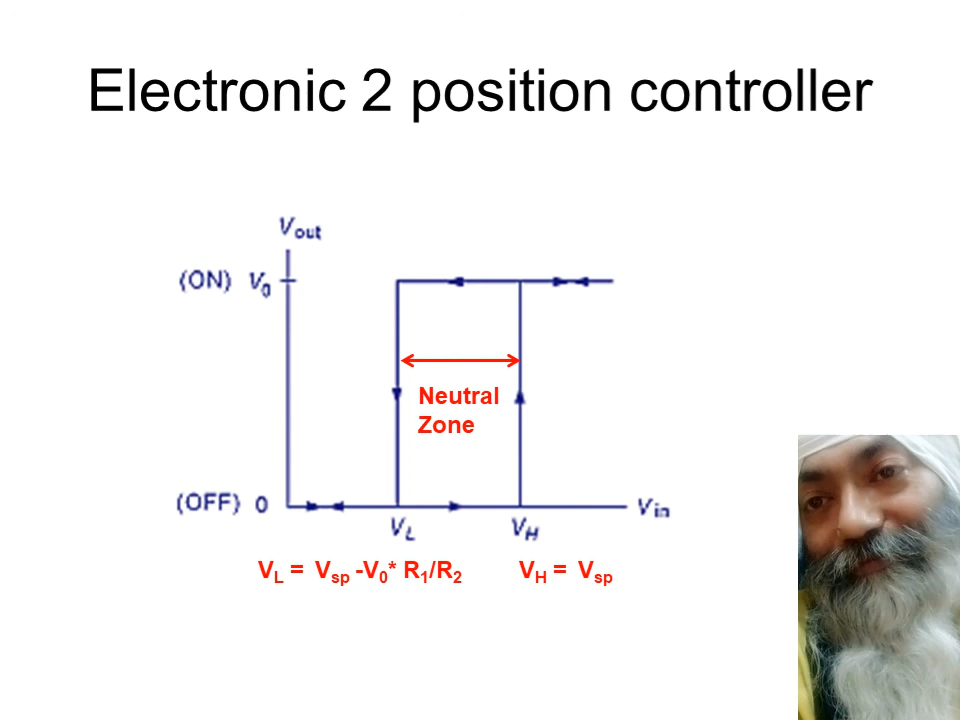 Electronic 2 position controller
Vout
(ON) V0
Neutral
Zone
(OFF) 0
VL VH Vin
VL = Vsp -V0* R1/R2 VH = Vsp